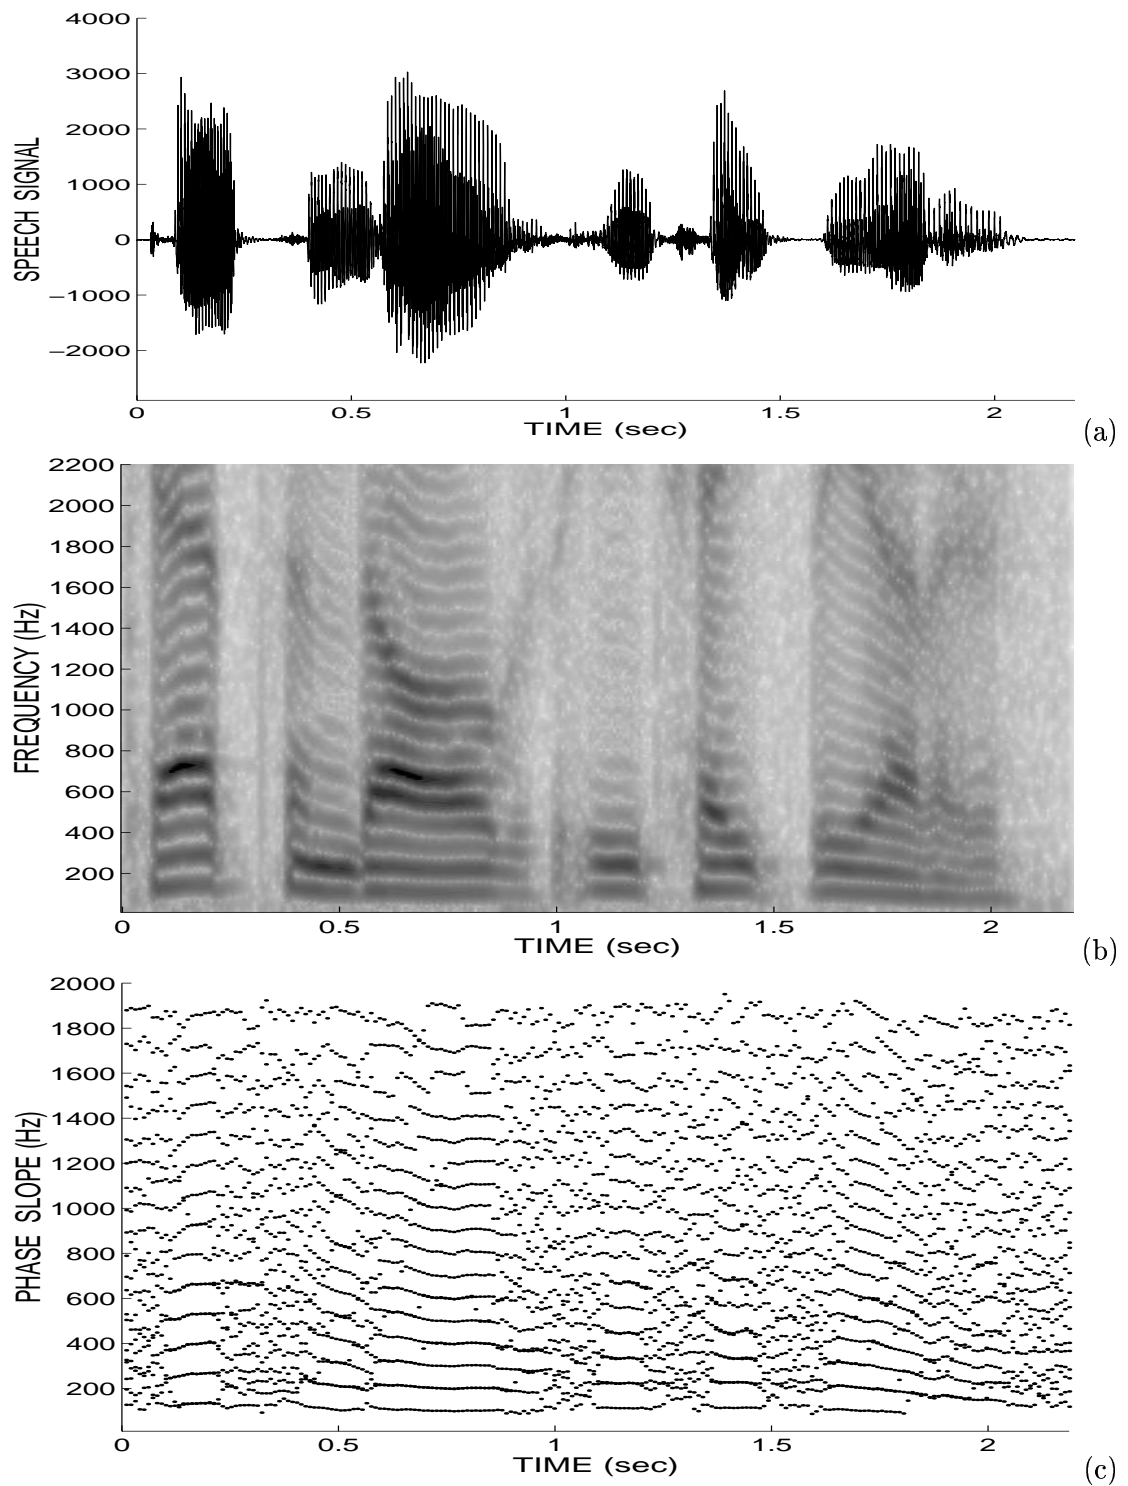 4000
3000
2000
1000
0
−1000
−2000
SPEECH SIGNAL
0 0.5 1 1.5 2
TIME (sec)
(a)
2200
2000
1800
1600
1400
1200
1000
800
600
400
200
FREQUENCY (Hz)
0 0.5 1 1.5 2
TIME (sec)
(b)
2000
1800
1600
1400
1200
1000
800
600
400
200
PHASE SLOPE (Hz)
0 0.5 1 1.5 2
TIME (sec)
(c)